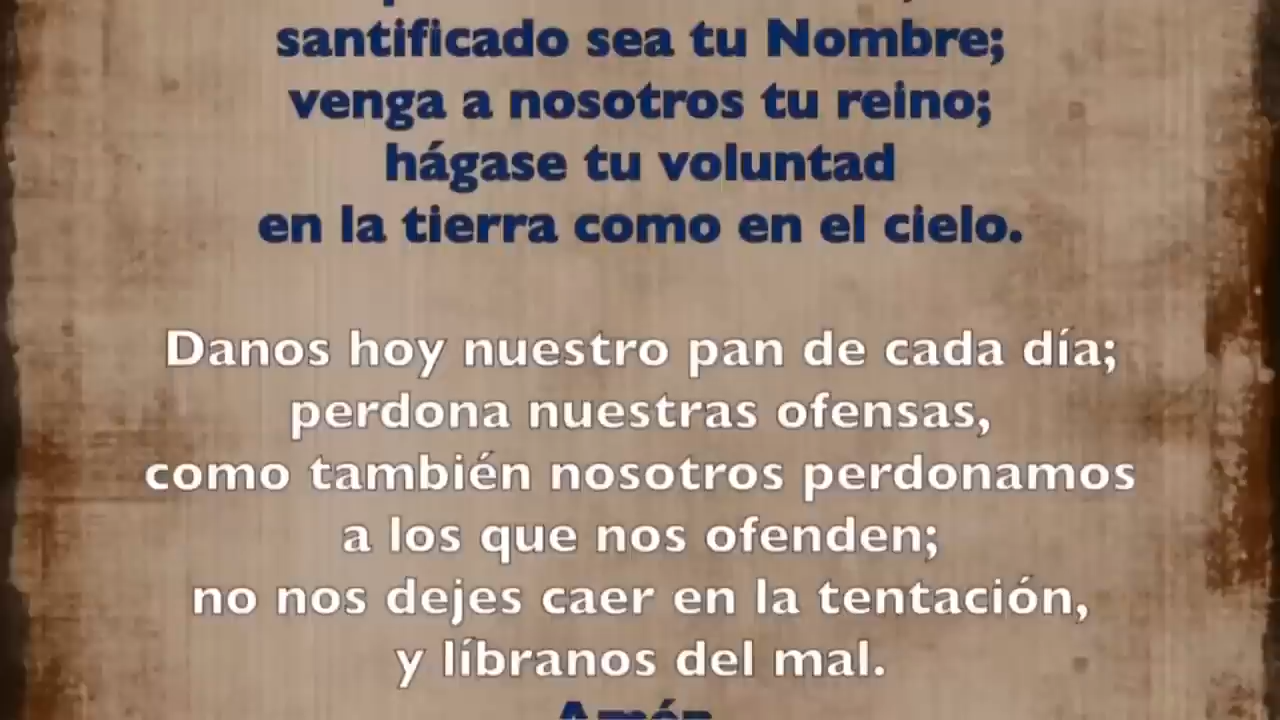 santificado sea tu Nombre;
venga a nosotros tu reino;
hágase tu voluntad
en la tierra como en el cielo.
Danos hoy nuestro pan de cada día;
perdona nuestras ofensas,
como también nosotros perdonamos
a los que nos ofenden;
no nos dejes caer en la tentación,
y líbranos del mal.
Amén